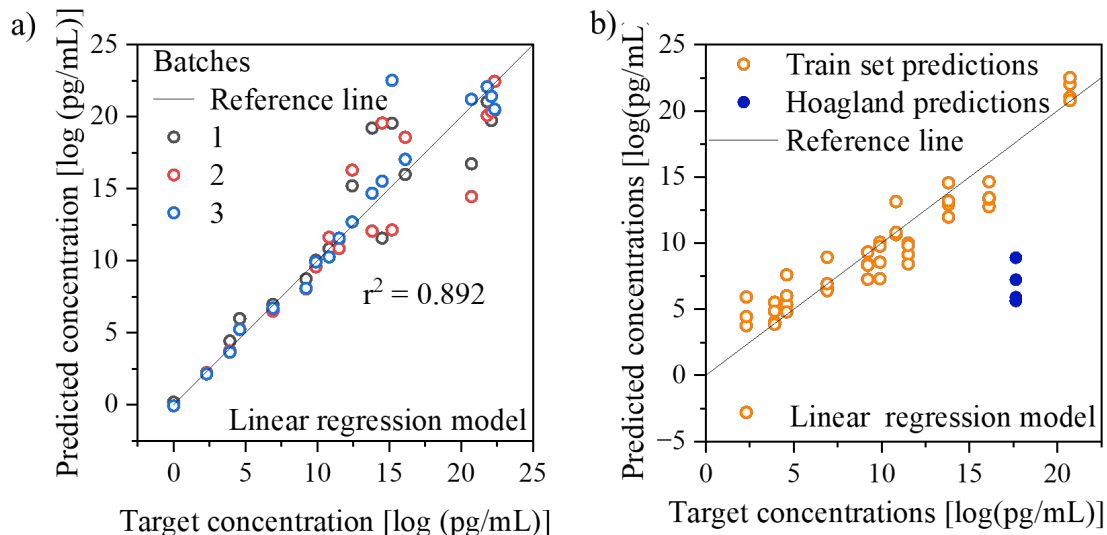 a)
Predicted concentration [log (pg/mL)]
25
20
15
10
5
0
Batches
Reference line
1
2
3
r² = 0.892
Linear regression model
0 5 10 15 20 25
Target concentration [log (pg/mL)]
b)
Predicted concentrations [log(pg/mL)]
25
20
15
10
5
0
−5
Train set predictions
Hoagland predictions
Reference line
Linear regression model
0 5 10 15 20
Target concentrations [log(pg/mL)]